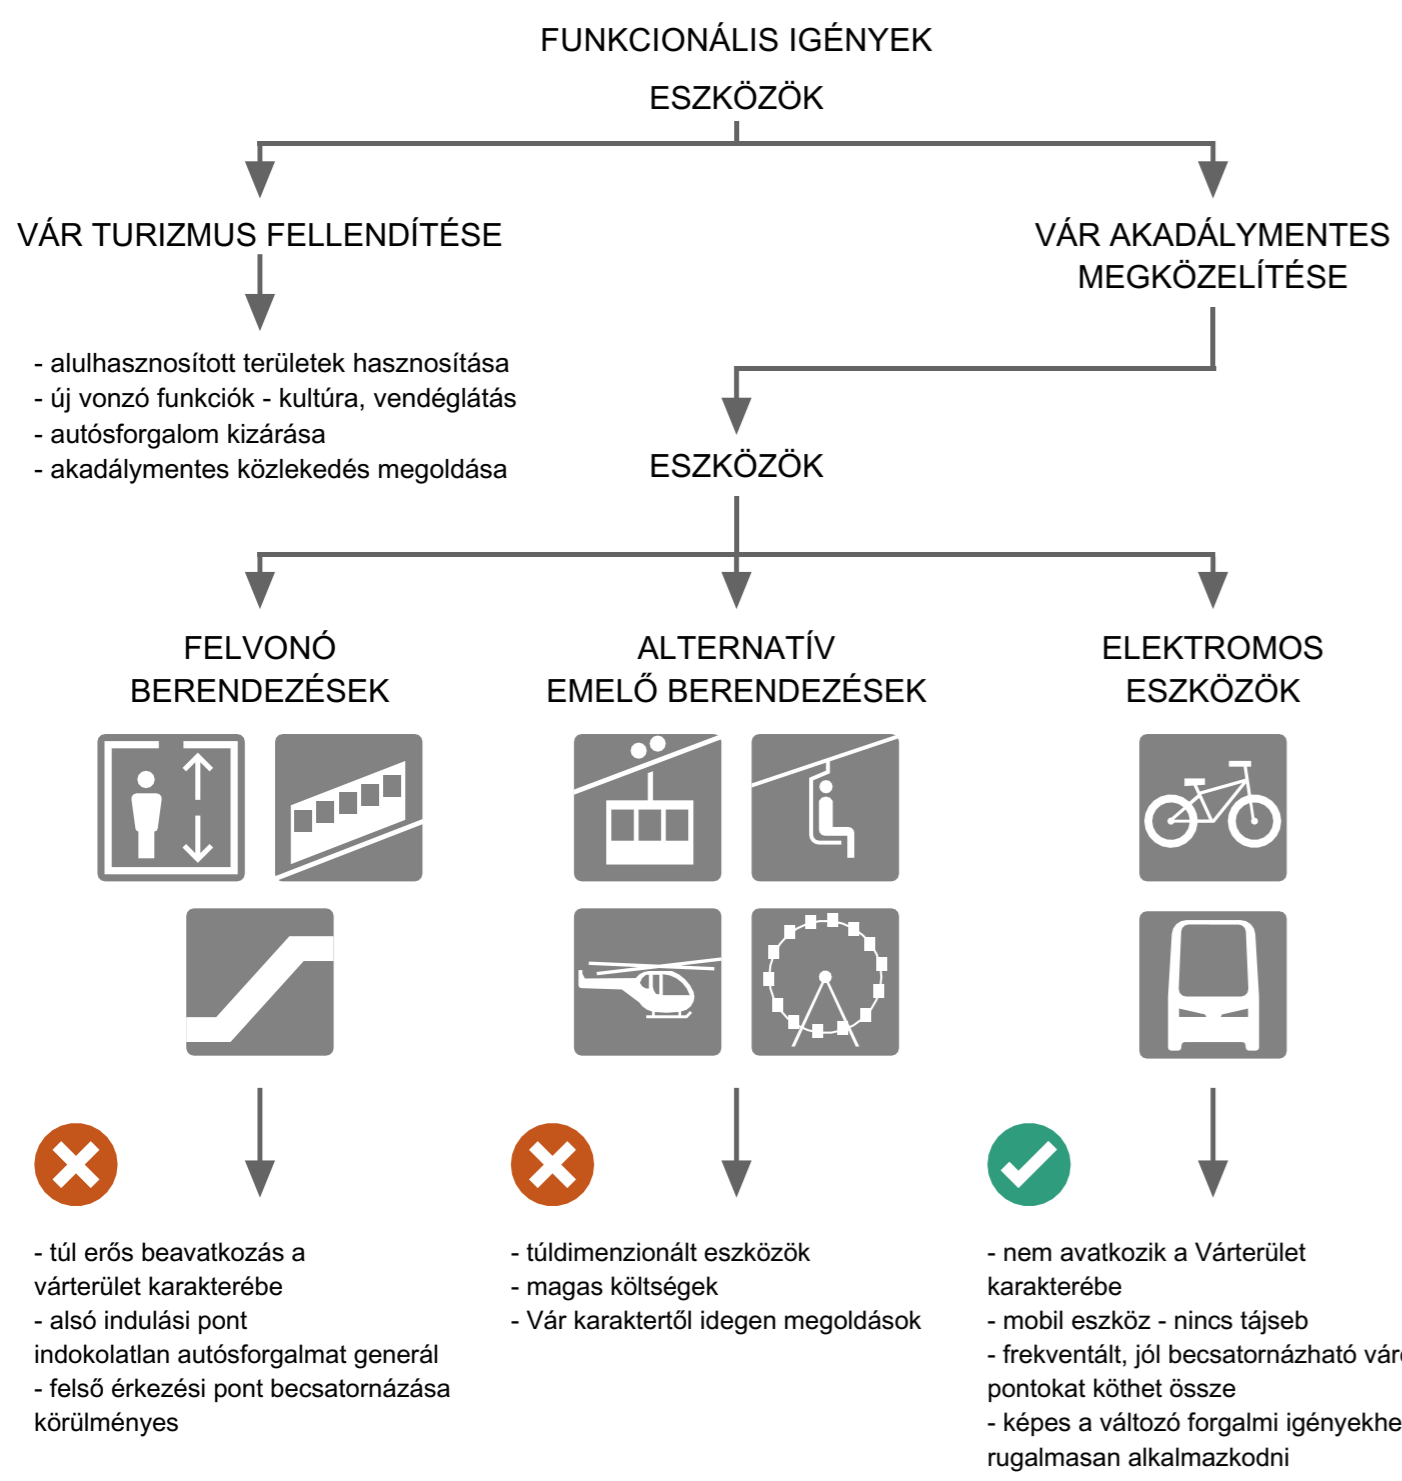 FUNKCIONÁLIS IGÉNYEK
ESZKÖZÖK
VÁR TURIZMUS FELLENDÍTÉSE
VÁR AKADÁLYMENTES
MEGKÖZELÍTÉSE
- alulhasznosított területek hasznosítása
- új vonzó funkciók - kultúra, vendéglátás
- autósforgalom kizárása
- akadálymentes közlekedés megoldása
ESZKÖZÖK
FELVONÓ
BERENDEZÉSEK
ALTERNATÍV
EMELŐ BERENDEZÉSEK
ELEKTROMOS
ESZKÖZÖK
- túl erős beavatkozás a
várterület karakterébe
- alsó indulási pont
indokolatlan autósforgalmat generál
- felső érkezési pont becsatornázása
körülményes
- túldimenzionált eszközök
- magas költségek
- Vár karaktertől idegen megoldások
- nem avatkozik a Várterület
karakterébe
- mobil eszköz - nincs tájseb
- frekventált, jól becsatornázható
pontokat köthet össze
- képes a változó forgalmi
rugalmasan alkalmazkodni